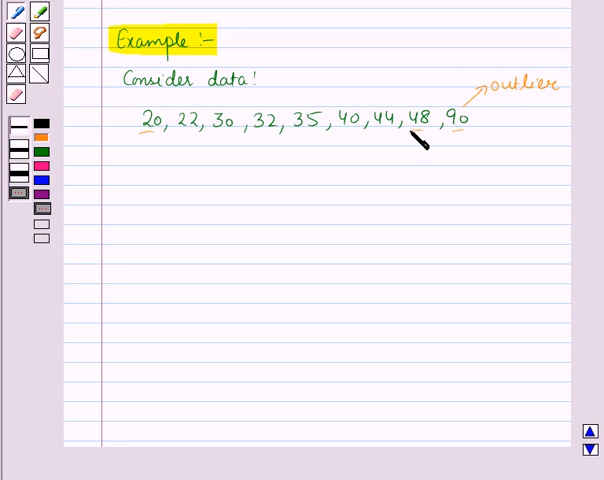 Example :-
Consider data!
outlier
20, 22, 30, 32, 35, 40, 44, 48, 90